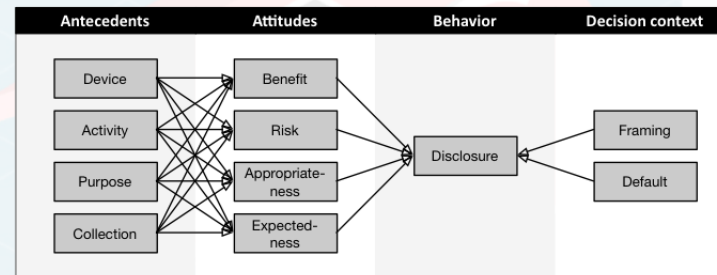 Antecedents
Attitudes
Behavior
Decision context
Device
Benefit
Activity
Risk
Framing
Disclosure
Purpose
Appropriate-
ness
Default
Collection
Expected-
ness